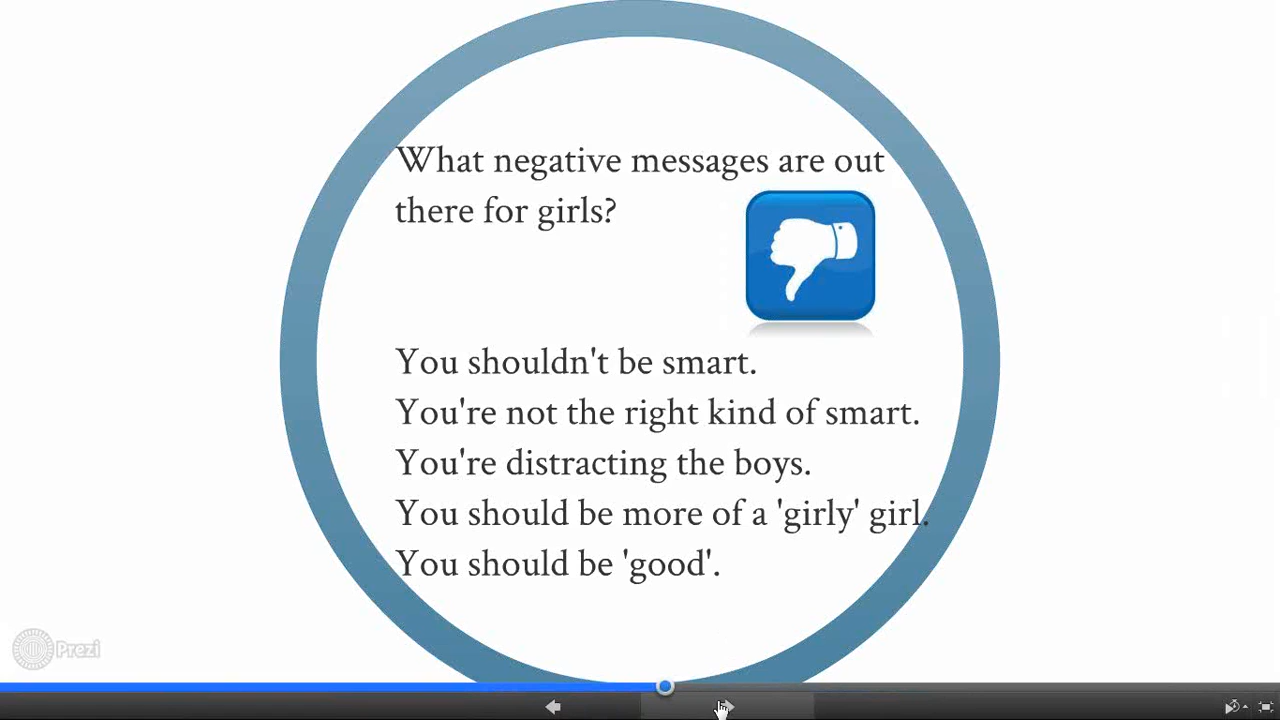 What negative messages are out
there for girls?
You shouldn't be smart.
You're not the right kind of smart.
You're distracting the boys.
You should be more of a 'girly' girl.
You should be 'good'.
Prezi